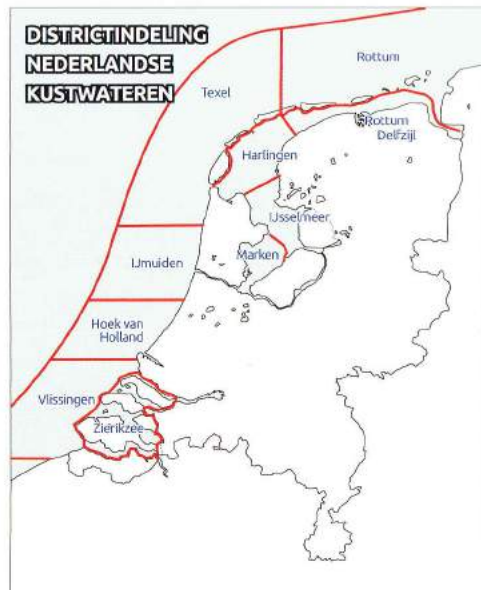 DISTRICTINDELING
NEDERLANDSE
KUSTWATEREN
Rottum
Texel
Rottum
Delfzijl
Harlingen
IJsselmeer
Marken
IJmuiden
Hoek van
Holland
Vlissingen
Zierikzee